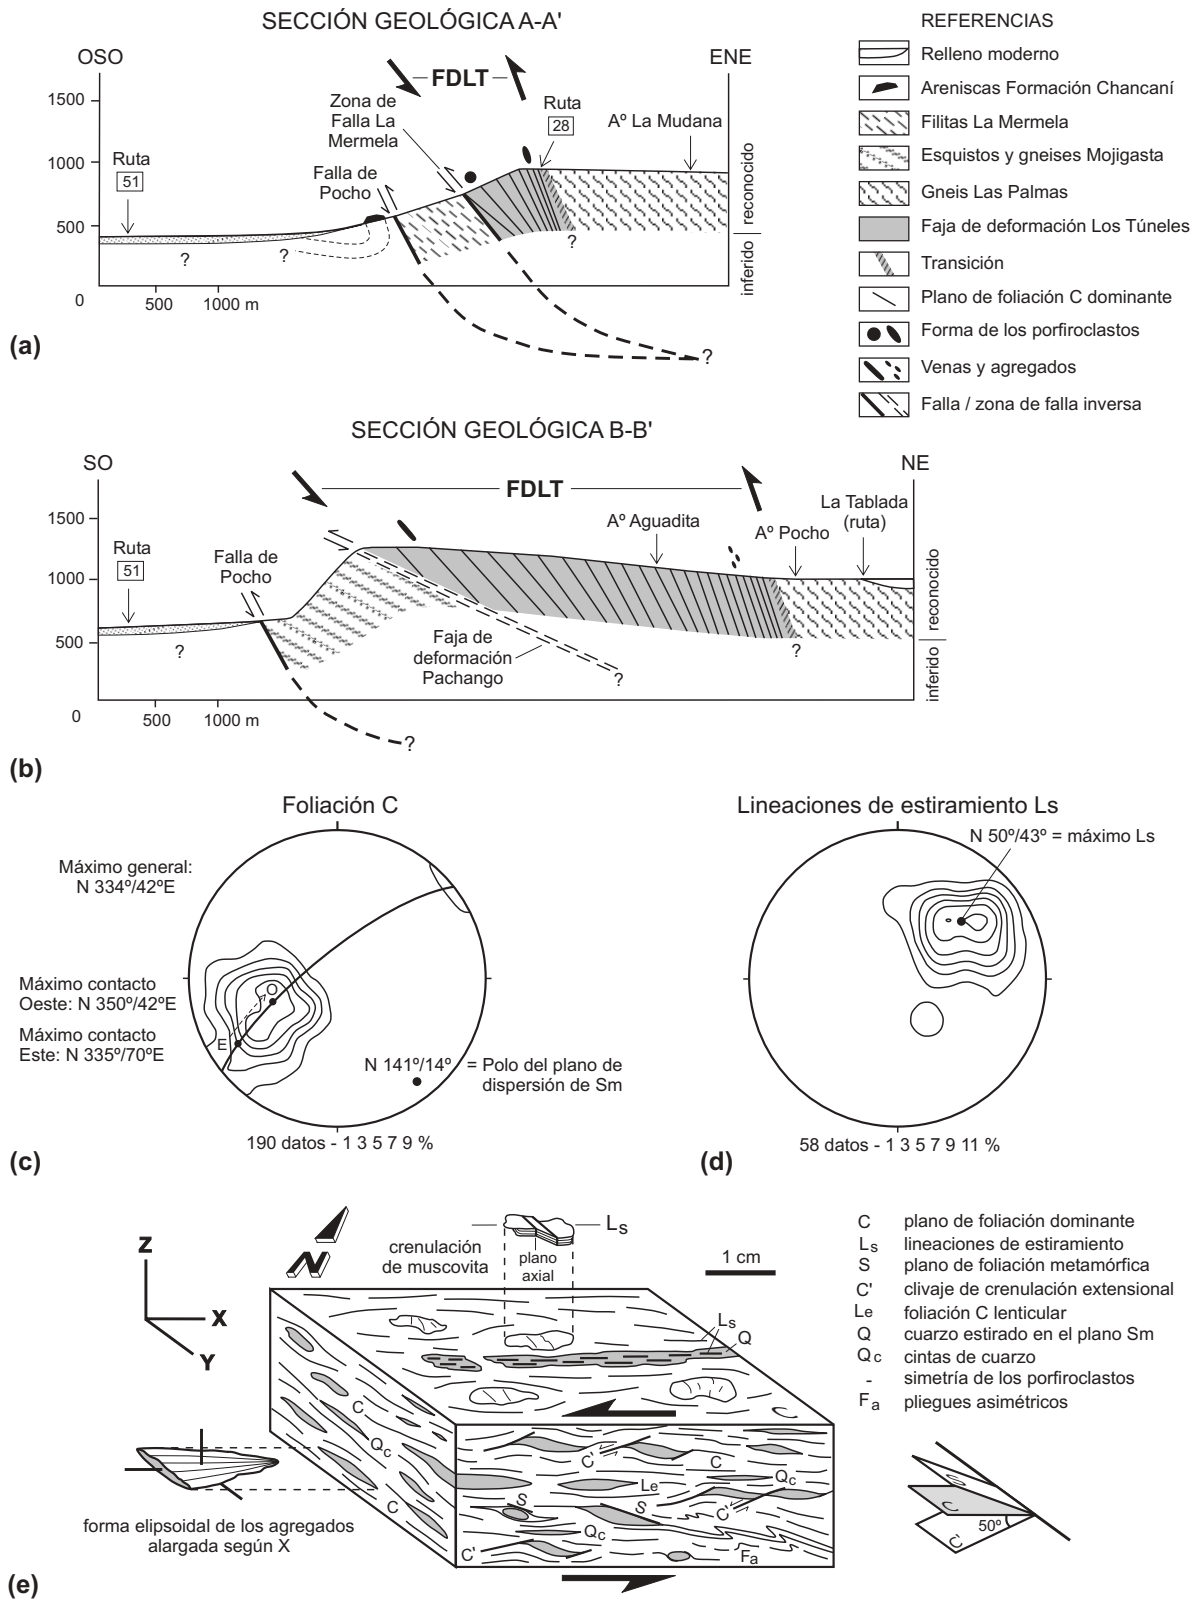 SECCIÓN GEOLÓGICA A-A'
OSO
ENE
FDLT
1500
1000
500
0
500
1000 m
Ruta
51
Zona de
Falla La
Mermela
Falla de
Pocho
Ruta
28
Aº La Mudana
reconocido
inferido
?
?
?
?
(a)
REFERENCIAS
Relleno moderno
Areniscas Formación Chancaní
Filitas La Mermela
Esquistos y gneises Mojigasta
Gneis Las Palmas
Faja de deformación Los Túneles
Transición
Plano de foliación C dominante
Forma de los porfiroclastos
Venas y agregados
Falla / zona de falla inversa
SECCIÓN GEOLÓGICA B-B'
SO
NE
FDLT
1500
1000
500
0
500
1000 m
Ruta
51
Falla de
Pocho
Aº Aguadita
Aº Pocho
La Tablada
(ruta)
Faja de
deformación
Pachango
reconocido
inferido
?
?
?
?
(b)
Foliación C
Máximo general:
N 334º/42ºE
Máximo contacto
Oeste: N 350º/42ºE
Máximo contacto
Este: N 335º/70ºE
O
E
N 141º/14º = Polo del plano de
dispersión de Sm
190 datos - 1 3 5 7 9 %
(c)
Lineaciones de estiramiento Ls
N 50º/43º = máximo Ls
58 datos - 1 3 5 7 9 11 %
(d)
Z
X
Y
N
crenulación
de muscovita
plano
axial
Ls
1 cm
Ls
Q
C
Qc
C
C
C'
C
Qc
Le
S
S
C'
Qc
C'
Fa
forma elipsoidal de los agregados
alargada según X
C plano de foliación dominante
Ls lineaciones de estiramiento
S plano de foliación metamórfica
C' clivaje de crenulación extensional
Le foliación C lenticular
Q cuarzo estirado en el plano Sm
Qc cintas de cuarzo
- simetría de los porfiroclastos
Fa pliegues asimétricos
50º
(e)